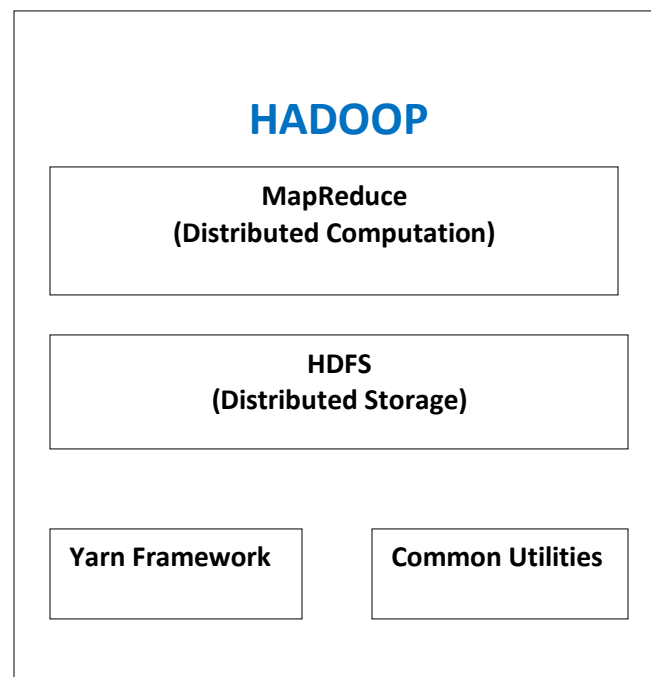 HADOOP
MapReduce
(Distributed Computation)
HDFS
(Distributed Storage)
Yarn Framework
Common Utilities